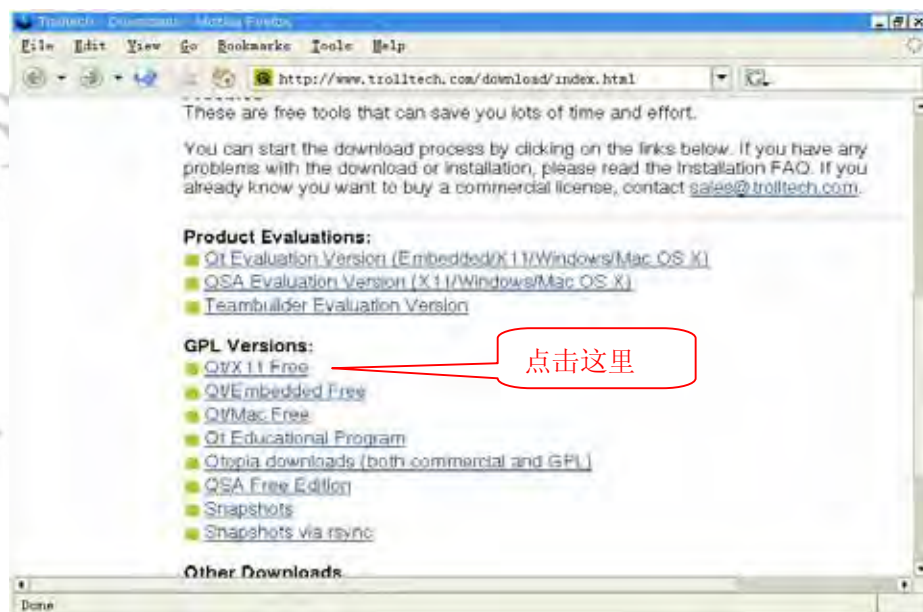 Trolltech - Downloads - Mozilla Firefox
File Edit View Go Bookmarks Tools Help
http://www.trolltech.com/download/index.html
These are free tools that can save you lots of time and effort.
You can start the download process by clicking on the links below. If you have any
problems with the download or installation, please read the Installation FAQ. If you
already know you want to buy a commercial license, contact sales@trolltech.com.
Product Evaluations:
Qt Evaluation Version (Embedded/X11/Windows/Mac OS X)
QSA Evaluation Version (X11/Windows/Mac OS X)
Teambuilder Evaluation Version
GPL Versions:
Qt/X11 Free
点击这里
Qt/Embedded Free
Qt/Mac Free
Qt Educational Program
Qtopia downloads (both commercial and GPL)
QSA Free Edition
Snapshots
Snapshots via rsync
Other Downloads
Done